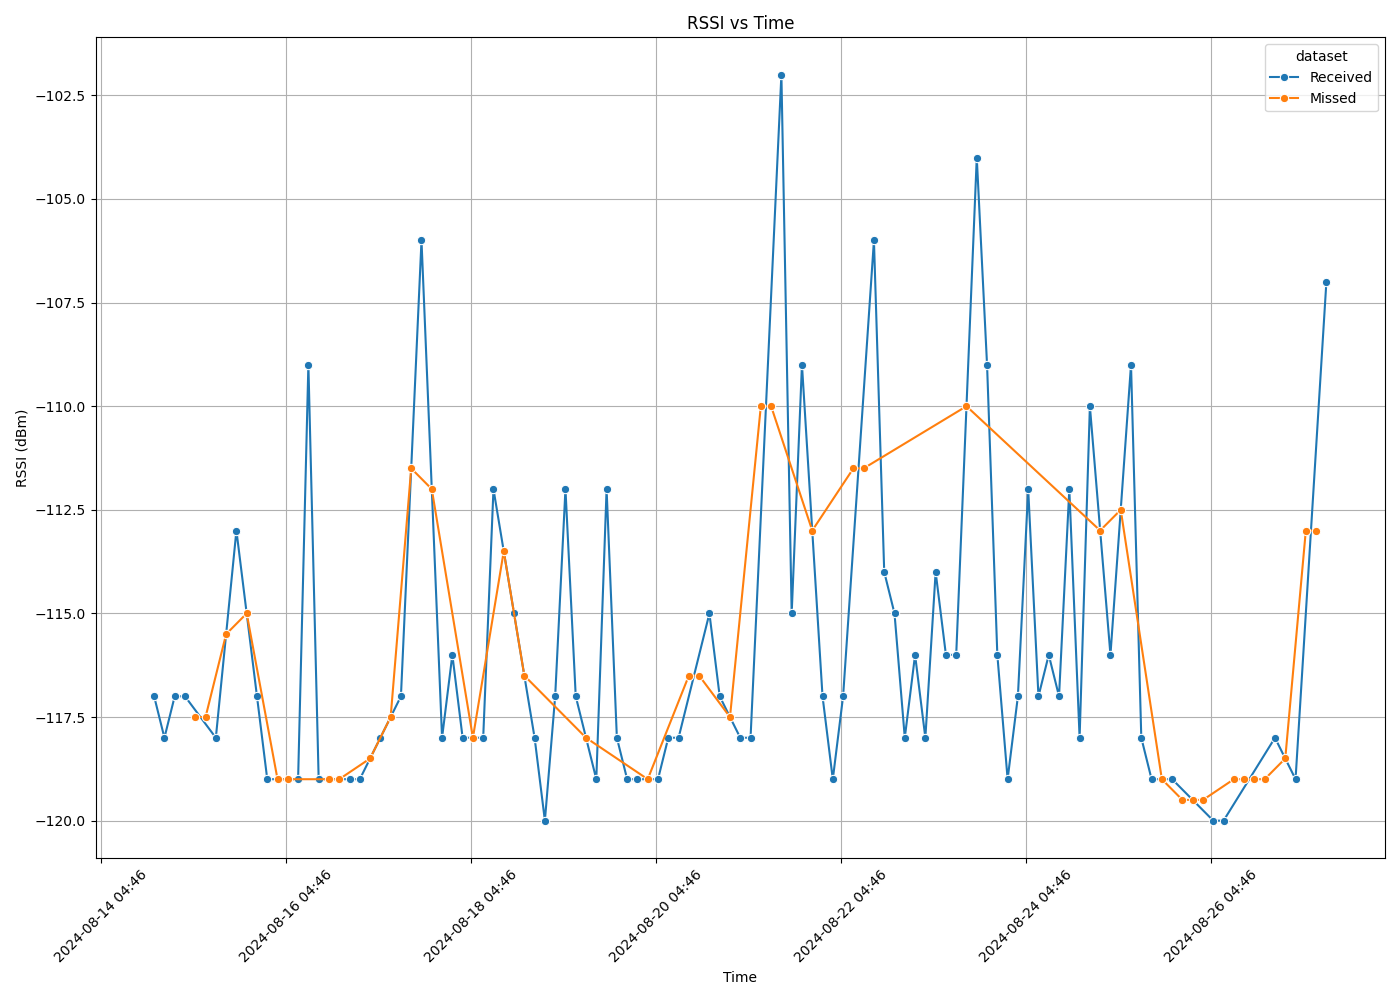 RSSI vs Time
dataset
Received
Missed
RSSI (dBm)
−102.5
−105.0
−107.5
−110.0
−112.5
−115.0
−117.5
−120.0
2024-08-14 04:46
2024-08-16 04:46
2024-08-18 04:46
2024-08-20 04:46
2024-08-22 04:46
2024-08-24 04:46
2024-08-26 04:46
Time